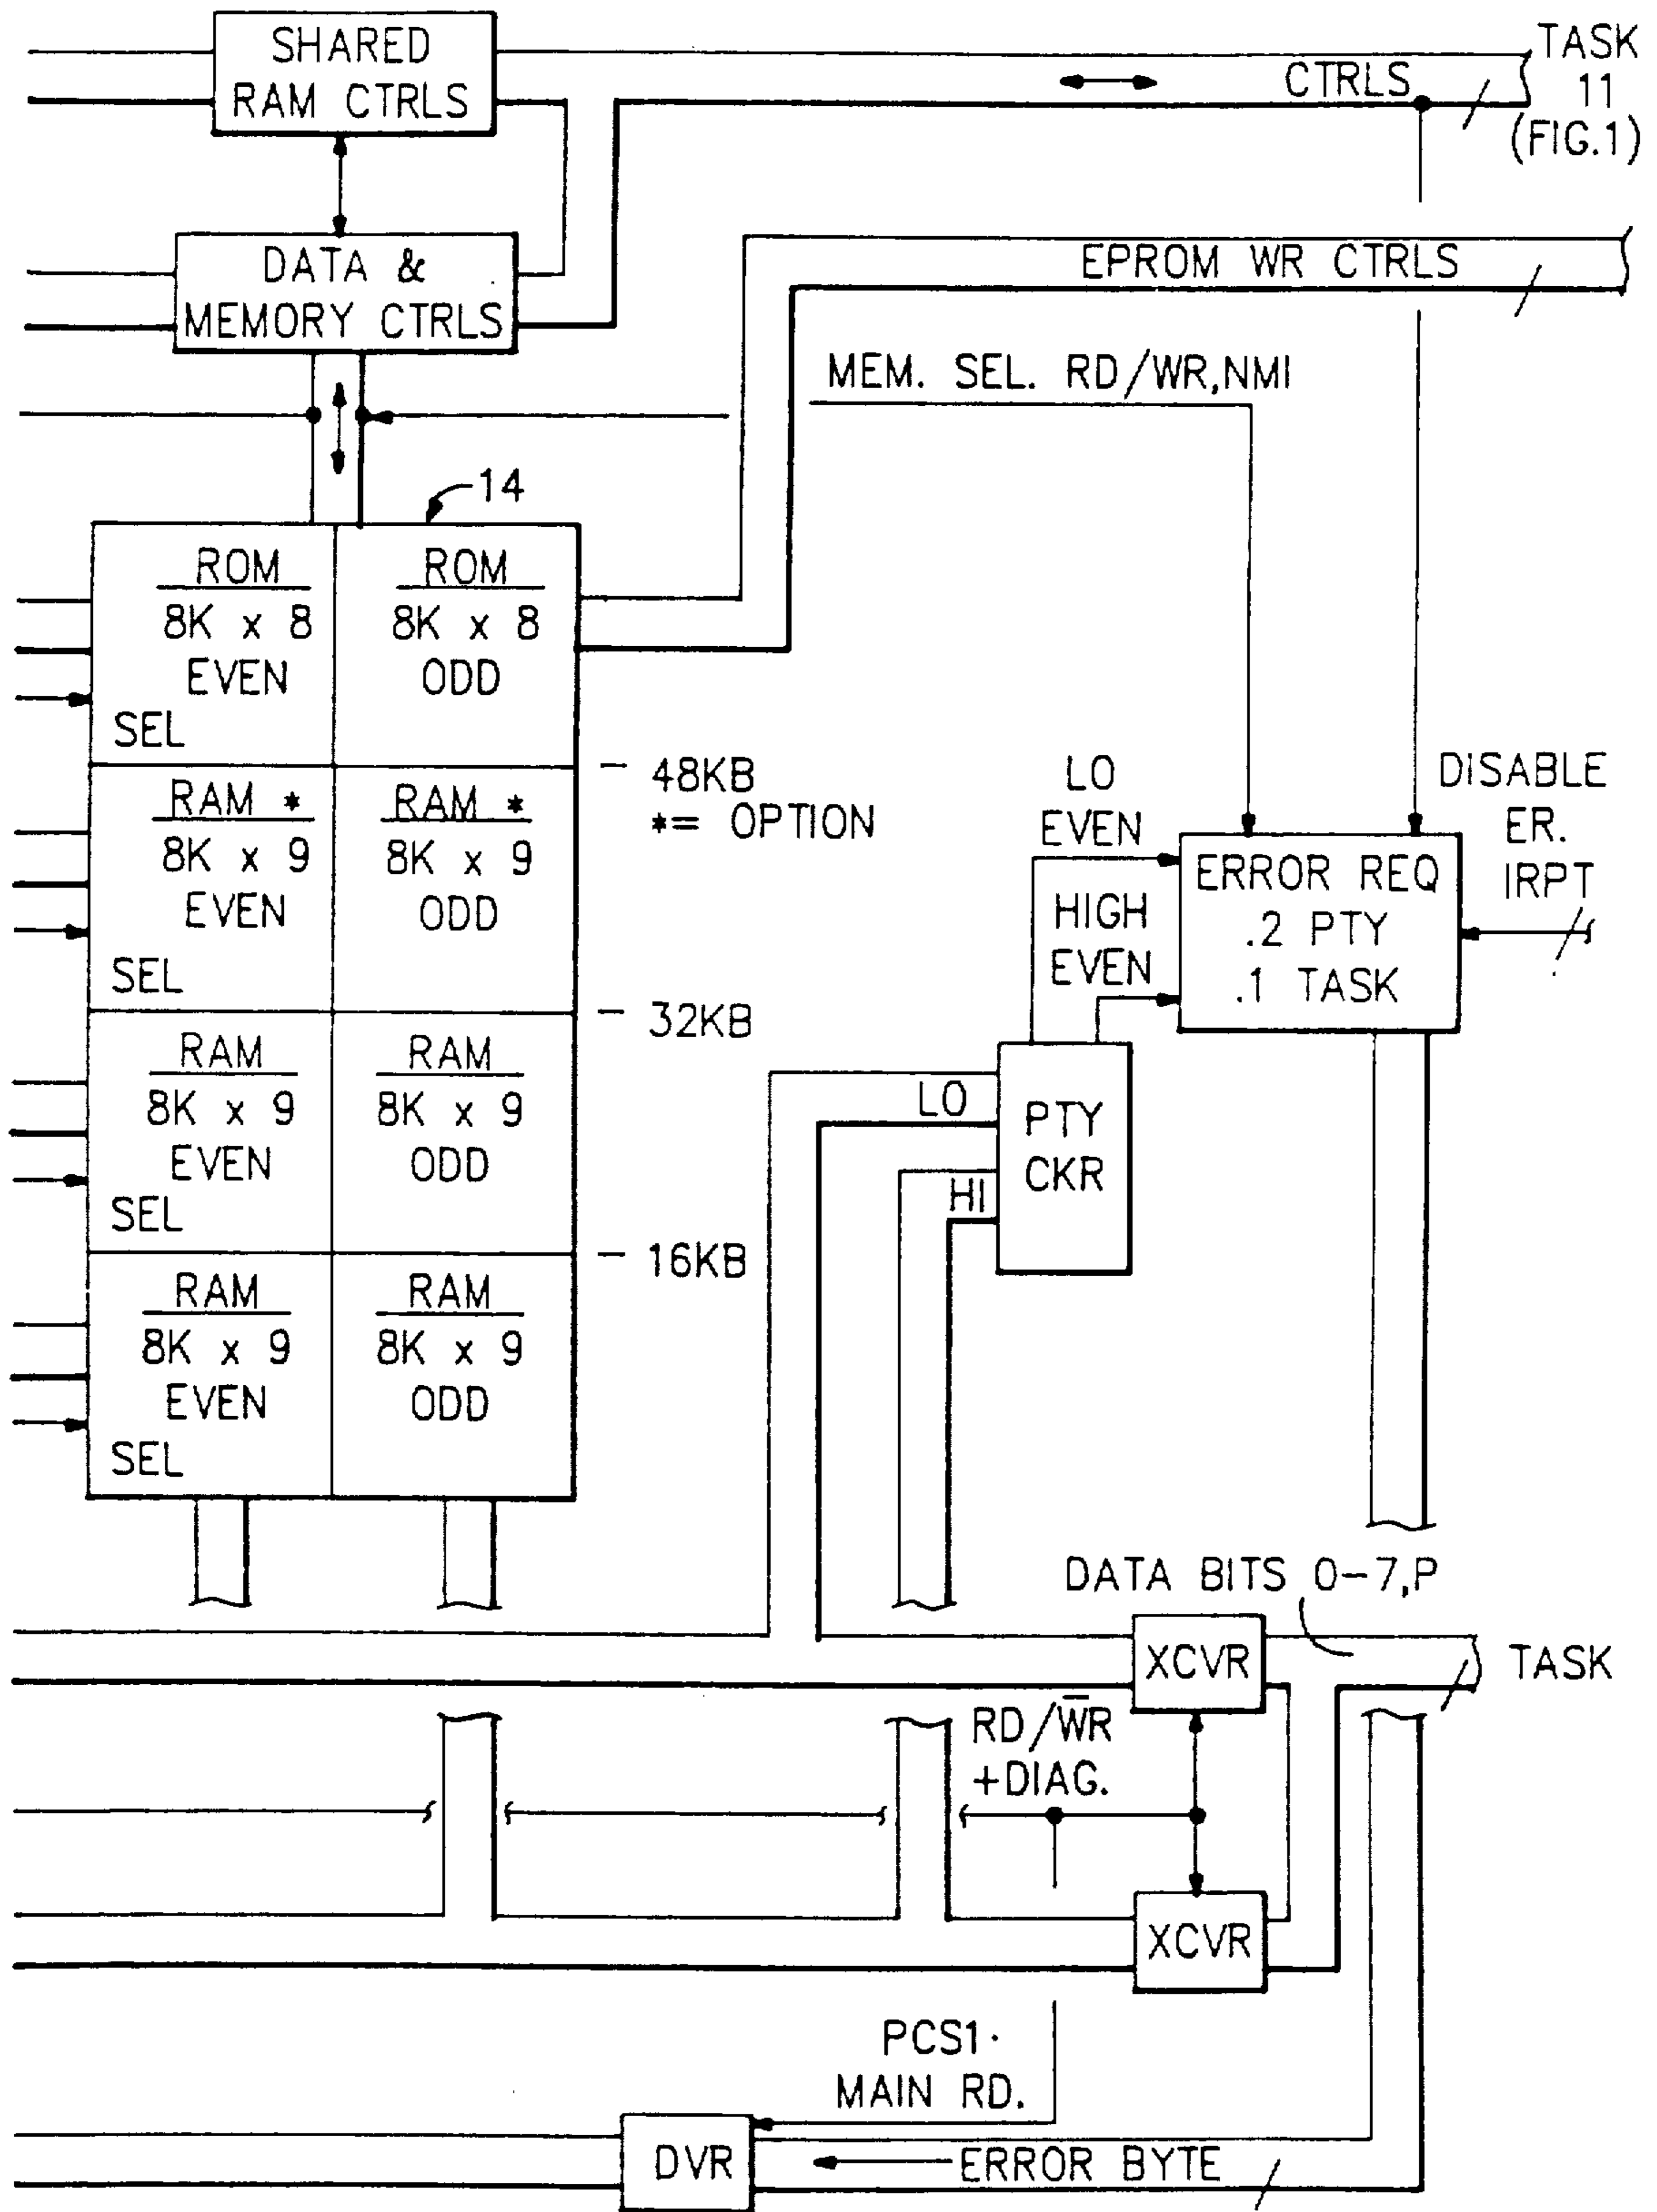 SHARED
RAM CTRLS
CTRLS
TASK
11
(FIG.1)
DATA &
MEMORY CTRLS
EPROM WR CTRLS
MEM. SEL. RD/WR,NMI
14
ROM
8K x 8
EVEN
SEL
ROM
8K x 8
ODD
48KB
*= OPTION
RAM *
8K x 9
EVEN
SEL
RAM *
8K x 9
ODD
32KB
RAM
8K x 9
EVEN
SEL
RAM
8K x 9
ODD
16KB
RAM
8K x 9
EVEN
SEL
RAM
8K x 9
ODD
LO
EVEN
HIGH
EVEN
ERROR REQ
.2 PTY
.1 TASK
DISABLE
ER.
IRPT
LO
HI
PTY
CKR
DATA BITS 0-7,P
XCVR
TASK
RD/W̅R
+DIAG.
XCVR
PCS1·
MAIN RD.
DVR
ERROR BYTE